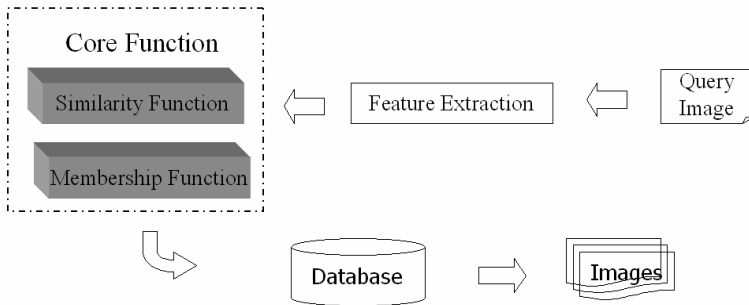 Core Function
Similarity Function
Membership Function
Feature Extraction
Query
Image
Database
Images